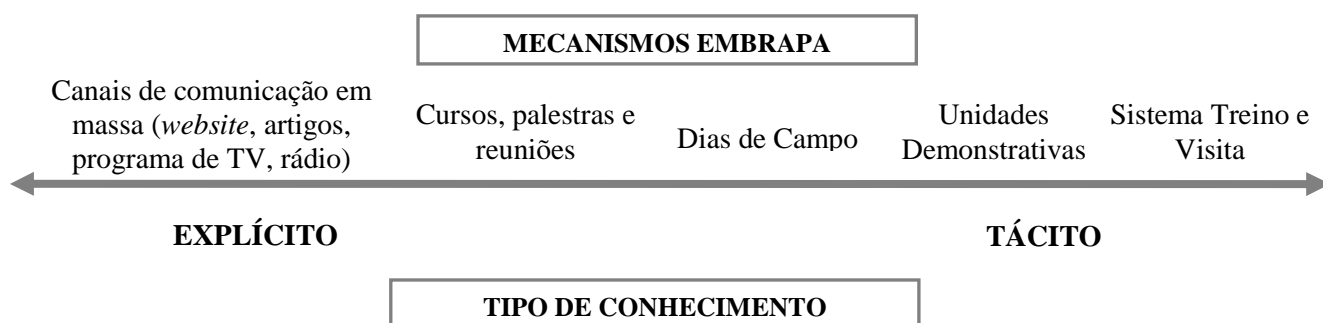 MECANISMOS EMBRAPA
Canais de comunicação em
massa (website, artigos,
programa de TV, rádio)
Cursos, palestras e
reuniões
Dias de Campo
Unidades
Demonstrativas
Sistema Treino e
Visita
EXPLÍCITO
TÁCITO
TIPO DE CONHECIMENTO